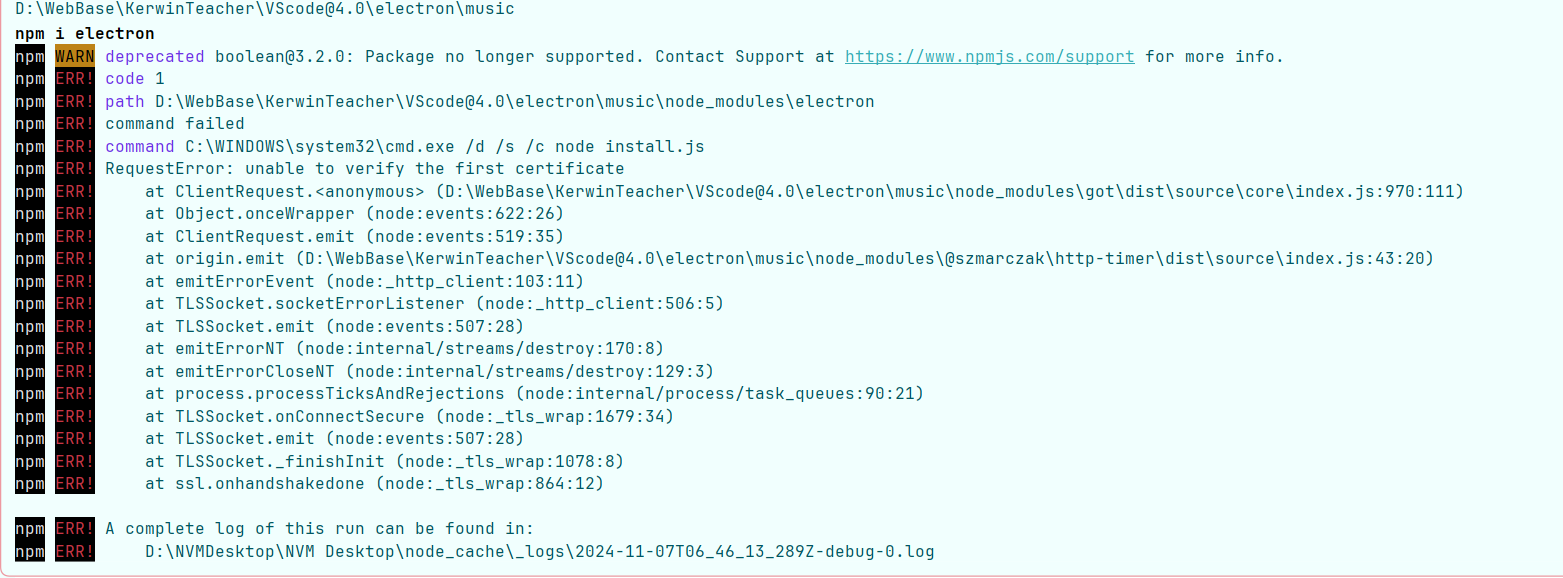 D:\WebBase\KerwinTeacher\VScode@4.0\electron\music
npm i electron
npm WARN deprecated boolean@3.2.0: Package no longer supported. Contact Support at https://www.npmjs.com/support for more info.
npm ERR! code 1
npm ERR! path D:\WebBase\KerwinTeacher\VScode@4.0\electron\music\node_modules\electron
npm ERR! command failed
npm ERR! command C:\WINDOWS\system32\cmd.exe /d /s /c node install.js
npm ERR! RequestError: unable to verify the first certificate
npm ERR!     at ClientRequest.<anonymous> (D:\WebBase\KerwinTeacher\VScode@4.0\electron\music\node_modules\got\dist\source\core\index.js:970:111)
npm ERR!     at Object.onceWrapper (node:events:622:26)
npm ERR!     at ClientRequest.emit (node:events:519:35)
npm ERR!     at origin.emit (D:\WebBase\KerwinTeacher\VScode@4.0\electron\music\node_modules\@szmarczak\http-timer\dist\source\index.js:43:20)
npm ERR!     at emitErrorEvent (node:_http_client:103:11)
npm ERR!     at TLSSocket.socketErrorListener (node:_http_client:506:5)
npm ERR!     at TLSSocket.emit (node:events:507:28)
npm ERR!     at emitErrorNT (node:internal/streams/destroy:170:8)
npm ERR!     at emitErrorCloseNT (node:internal/streams/destroy:129:3)
npm ERR!     at process.processTicksAndRejections (node:internal/process/task_queues:90:21)
npm ERR!     at TLSSocket.onConnectSecure (node:_tls_wrap:1679:34)
npm ERR!     at TLSSocket.emit (node:events:507:28)
npm ERR!     at TLSSocket._finishInit (node:_tls_wrap:1078:8)
npm ERR!     at ssl.onhandshakedone (node:_tls_wrap:864:12)
npm ERR! A complete log of this run can be found in:
npm ERR!     D:\NVMDesktop\NVM Desktop\node_cache\_logs\2024-11-07T06_46_13_289Z-debug-0.log